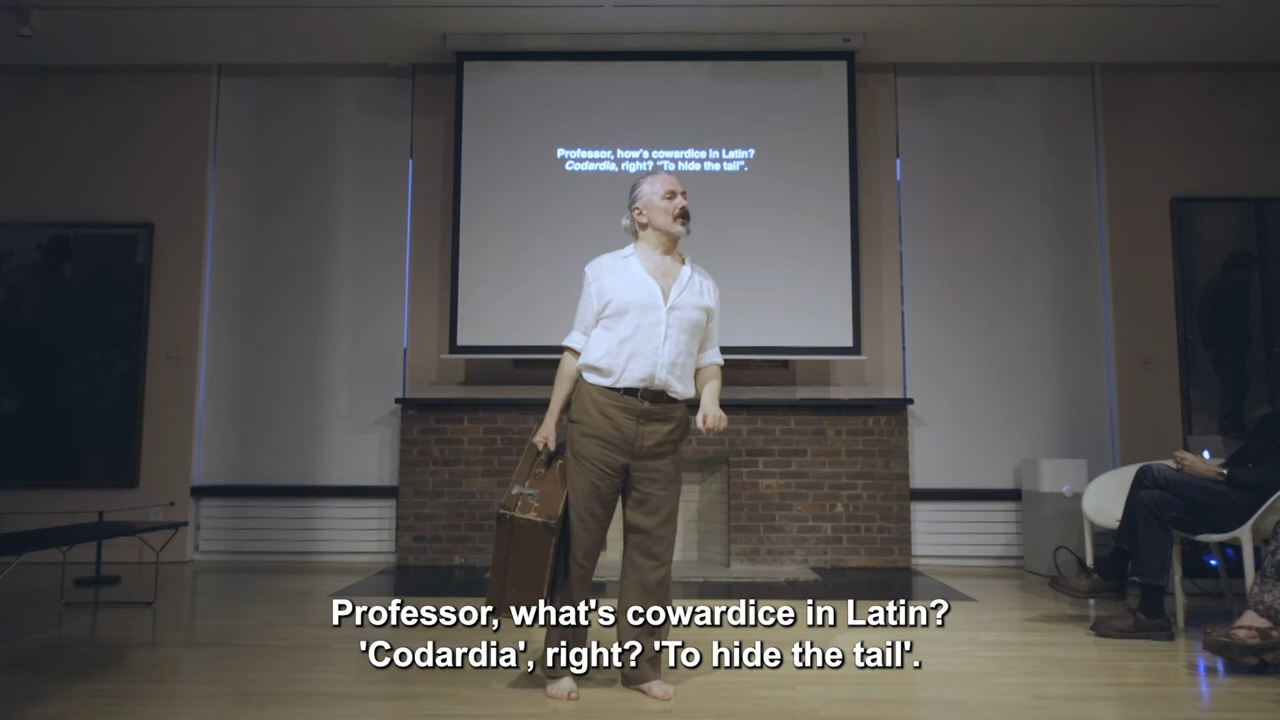 Professor, how's cowardice in Latin?
Codardia, right? "To hide the tail".
Professor, what's cowardice in Latin?
'Codardia', right? 'To hide the tail'.